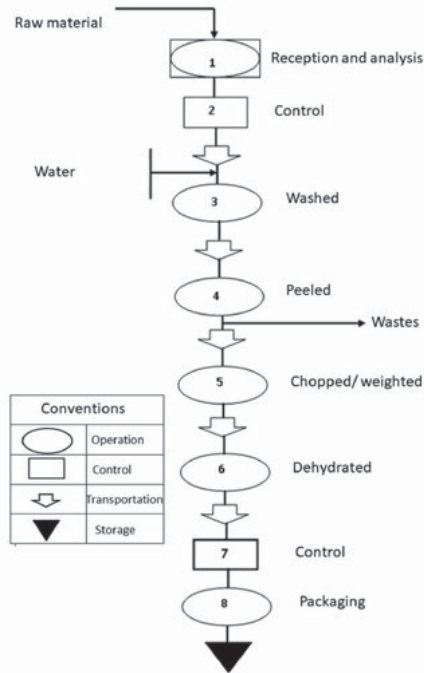 Raw material
1
Reception and analysis
2
Control
Water
3
Washed
4
Peeled
Wastes
5
Chopped/ weighted
Conventions
Operation
Control
Transportation
Storage
6
Dehydrated
7
Control
8
Packaging